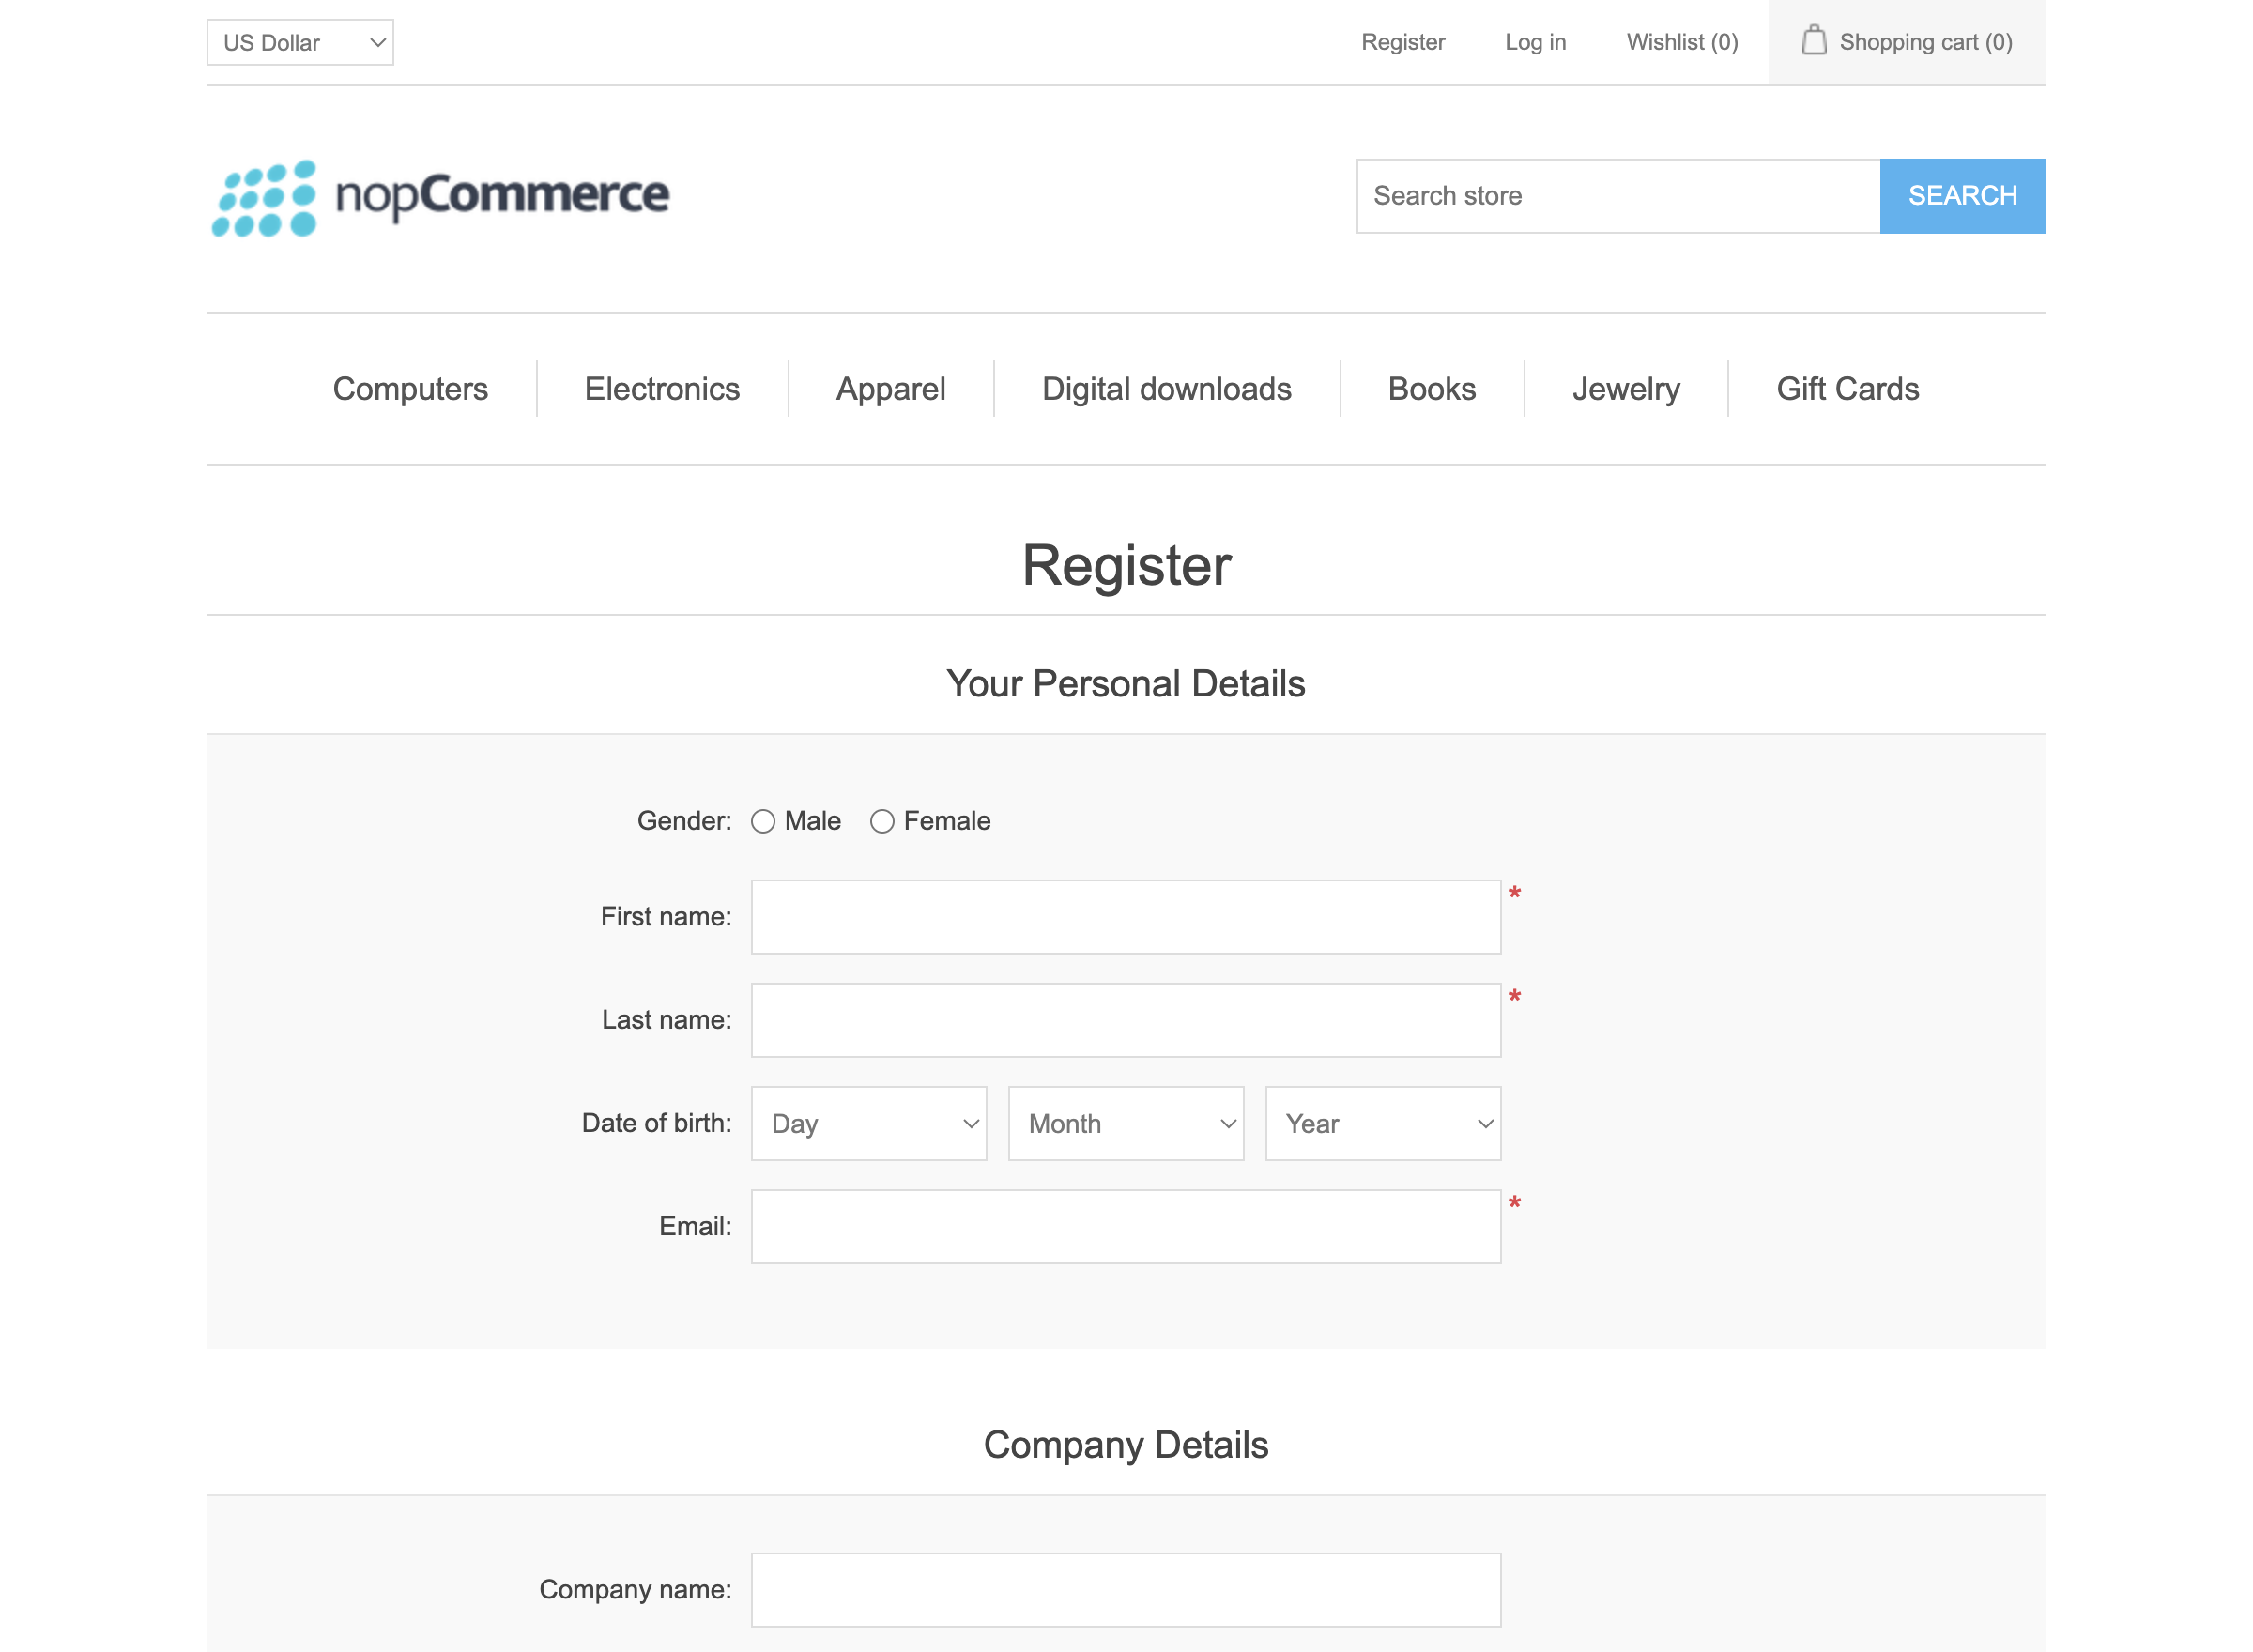 US Dollar Register Log in Wishlist (0) Shopping cart (0)
nopCommerce Search store SEARCH
Computers Electronics Apparel Digital downloads Books Jewelry Gift Cards
Register
Your Personal Details
Gender: Male Female
First name: *
Last name: *
Date of birth: Day Month Year
Email: *
Company Details
Company name: